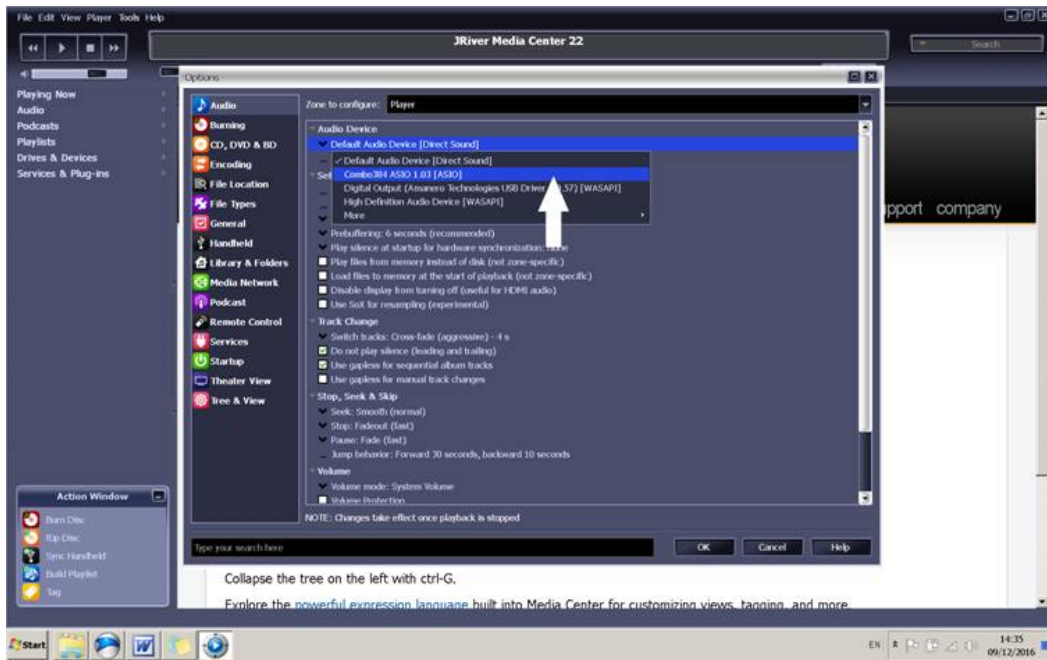 File Edit View Player Tools Help
JRiver Media Center 22
Search
Playing Now
Audio
Podcasts
Playlists
Drives & Devices
Services & Plug-ins
Options
Audio
Burning
CD, DVD & BD
Encoding
File Location
File Types
General
Handheld
Library & Folders
Media Network
Podcast
Remote Control
Services
Startup
Theater View
Tree & View
Zone to configure: Player
Audio Device
Default Audio Device [Direct Sound]
Default Audio Device [Direct Sound]
Combo384 ASIO 1.03 [ASIO]
Digital Output (Amanero Technologies USB Driver .57) [WASAPI]
High Definition Audio Device [WASAPI]
More
Set
Prebuffering: 6 seconds (recommended)
Play silence at startup for hardware synchronization: None
Play files from memory instead of disk (not zone-specific)
Load files to memory at the start of playback (not zone-specific)
Disable display from turning off (useful for HDMI audio)
Use SoX for resampling (experimental)
Track Change
Switch tracks: Cross-fade (aggressive) - 4 s
Do not play silence (leading and trailing)
Use gapless for sequential album tracks
Use gapless for manual track changes
Stop, Seek & Skip
Seek: Smooth (normal)
Stop: Fadeout (fast)
Pause: Fade (fast)
Jump behavior: Forward 30 seconds, backward 10 seconds
Volume
Volume mode: System Volume
Volume Protection
NOTE: Changes take effect once playback is stopped
Type your search here
OK
Cancel
Help
pport company
Action Window
Burn Disc
Rip Disc
Sync Handheld
Build Playlist
Tag
Collapse the tree on the left with ctrl-G.
Explore the powerful expression language built into Media Center for customizing views, tagging, and more.
Start
EN
14:35
09/12/2016